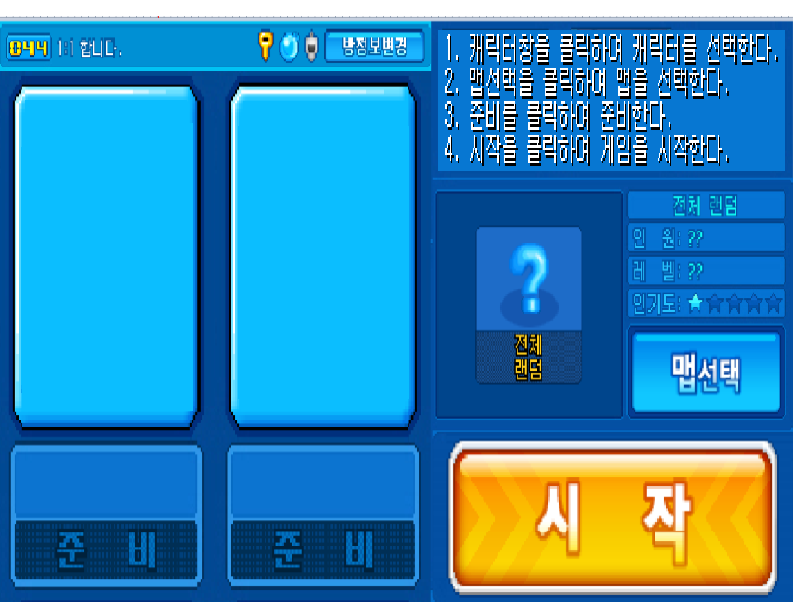 044 1:1 합니다.
방정보변경
1. 캐릭터창을 클릭하여 캐릭터를 선택한다.
2. 맵선택을 클릭하여 맵을 선택한다.
3. 준비를 클릭하여 준비한다.
4. 시작을 클릭하여 게임을 시작한다.
전체 랜덤
인 원: ??
레 벨: ??
인기도:
?
전체
랜덤
맵선택
준 비
준 비
시 작